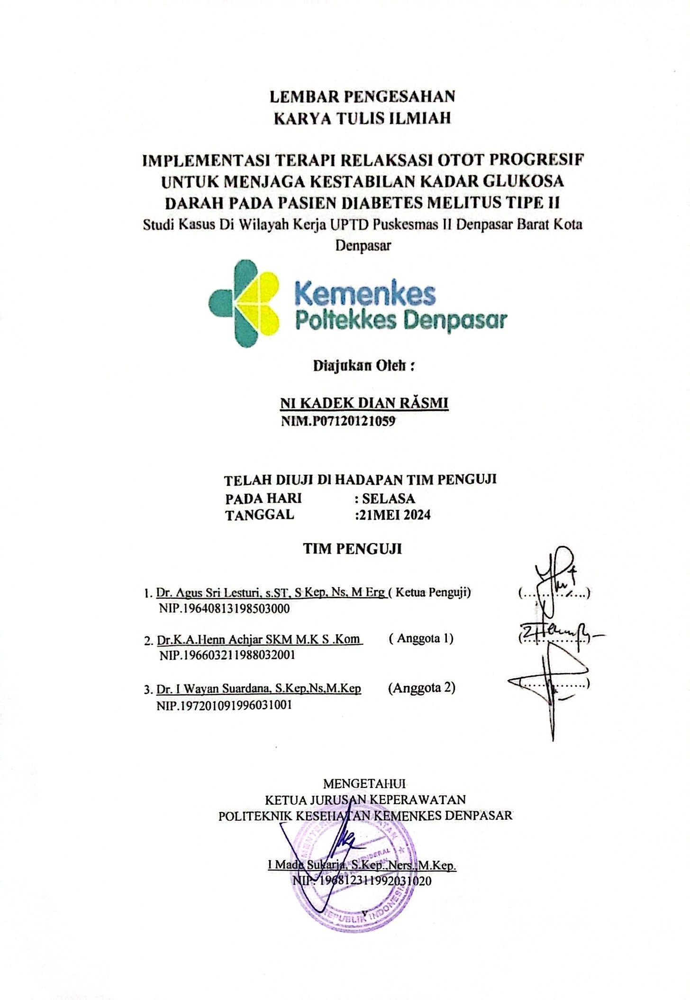 LEMBAR PENGESAHAN
KARYA TULIS ILMIAH
IMPLEMENTASI TERAPI RELAKSASI OTOT PROGRESIF
UNTUK MENJAGA KESTABILAN KADAR GLUKOSA
DARAH PADA PASIEN DIABETES MELITUS TIPE II
Studi Kasus Di Wilayah Kerja UPTD Puskesmas II Denpasar Barat Kota
Denpasar
Kemenkes
Poltekkes Denpasar
Diajukan Oleh :
NI KADEK DIAN RĂSMI
NIM.P07120121059
TELAH DIUJI DI HADAPAN TIM PENGUJI
PADA HARI : SELASA
TANGGAL :21MEI 2024
TIM PENGUJI
1. Dr. Agus Sri Lesturi, s.ST, S Kep, Ns, M Erg ( Ketua Penguji) (..............)
NIP.19640813198503000
2. Dr.K.A.Henn Achjar SKM M.K S .Kom ( Anggota 1) (..............)
NIP.196603211988032001
3. Dr. I Wayan Suardana, S.Kep,Ns,M.Kep (Anggota 2) (..............)
NIP.197201091996031001
MENGETAHUI
KETUA JURUSAN KEPERAWATAN
POLITEKNIK KESEHATAN KEMENKES DENPASAR
I Made Sukarja, S.Kep.,Ners.,M.Kep.
NIP. 196812311992031020
v
REPUBLIK INDONESIA